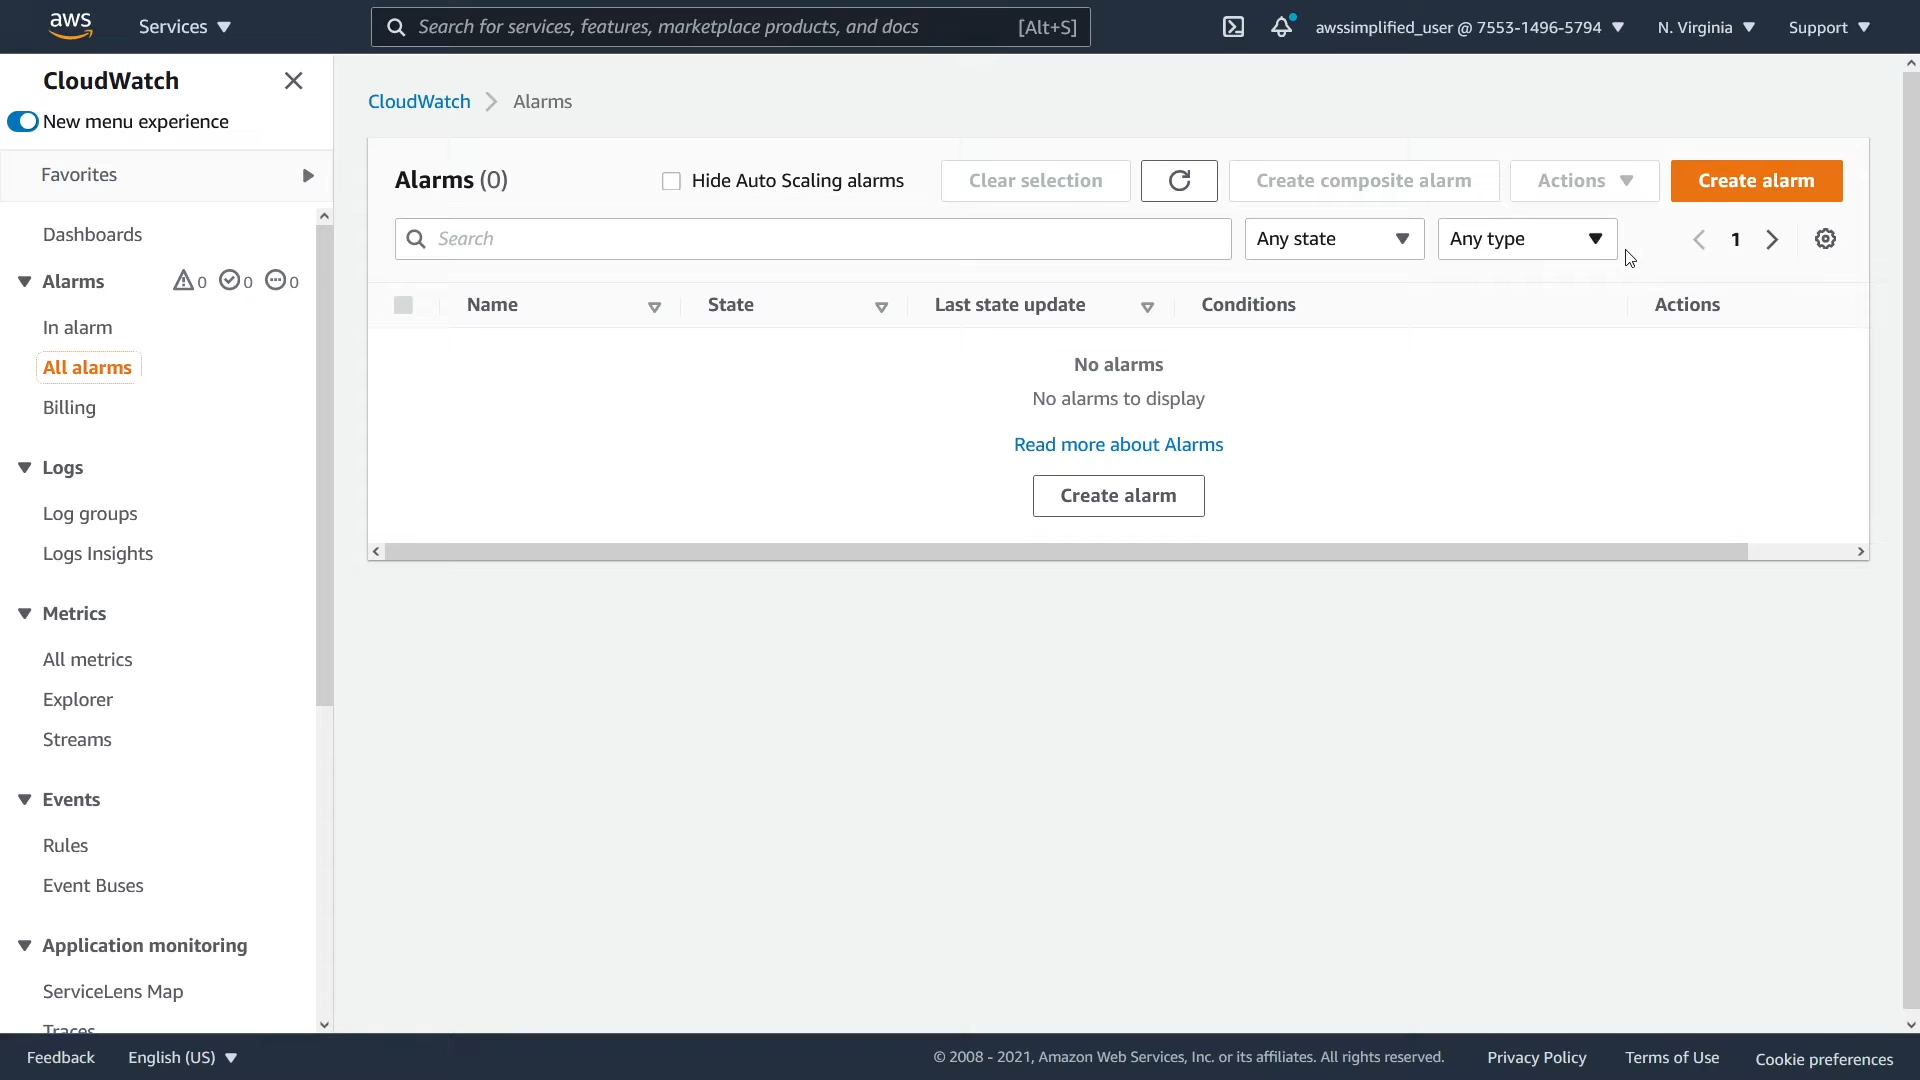 aws
Services
Search for services, features, marketplace products, and docs [Alt+S]
awssimplified_user @ 7553-1496-5794
N. Virginia
Support
CloudWatch
New menu experience
Favorites
Dashboards
Alarms 0 0 0
In alarm
All alarms
Billing
Logs
Log groups
Logs Insights
Metrics
All metrics
Explorer
Streams
Events
Rules
Event Buses
Application monitoring
ServiceLens Map
Traces
CloudWatch Alarms
Alarms (0)
Hide Auto Scaling alarms
Clear selection
Create composite alarm
Actions
Create alarm
Search
Any state
Any type
1
Name State Last state update Conditions Actions
No alarms
No alarms to display
Read more about Alarms
Create alarm
Feedback
English (US)
© 2008 - 2021, Amazon Web Services, Inc. or its affiliates. All rights reserved.
Privacy Policy
Terms of Use
Cookie preferences